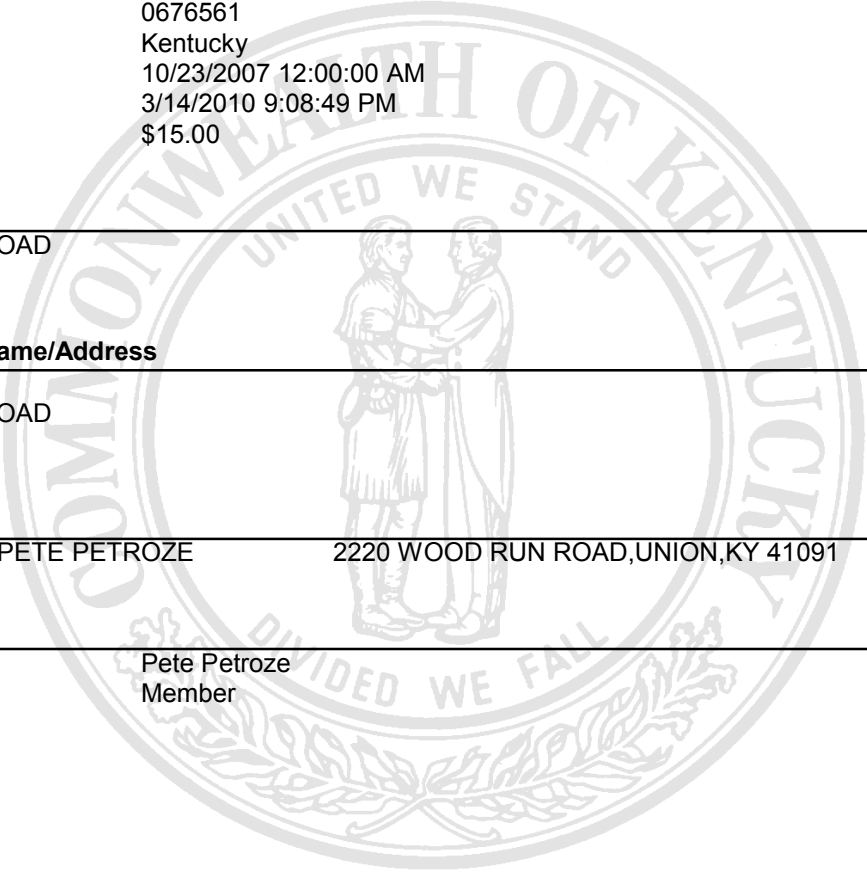 0676561
Kentucky
10/23/2007 12:00:00 AM
3/14/2010 9:08:49 PM
$15.00
OAD
ame/Address
OAD
PETE PETROZE 2220 WOOD RUN ROAD,UNION,KY 41091
Pete Petroze
Member
COMMONWEALTH OF KENTUCKY
UNITED WE STAND
DIVIDED WE FALL